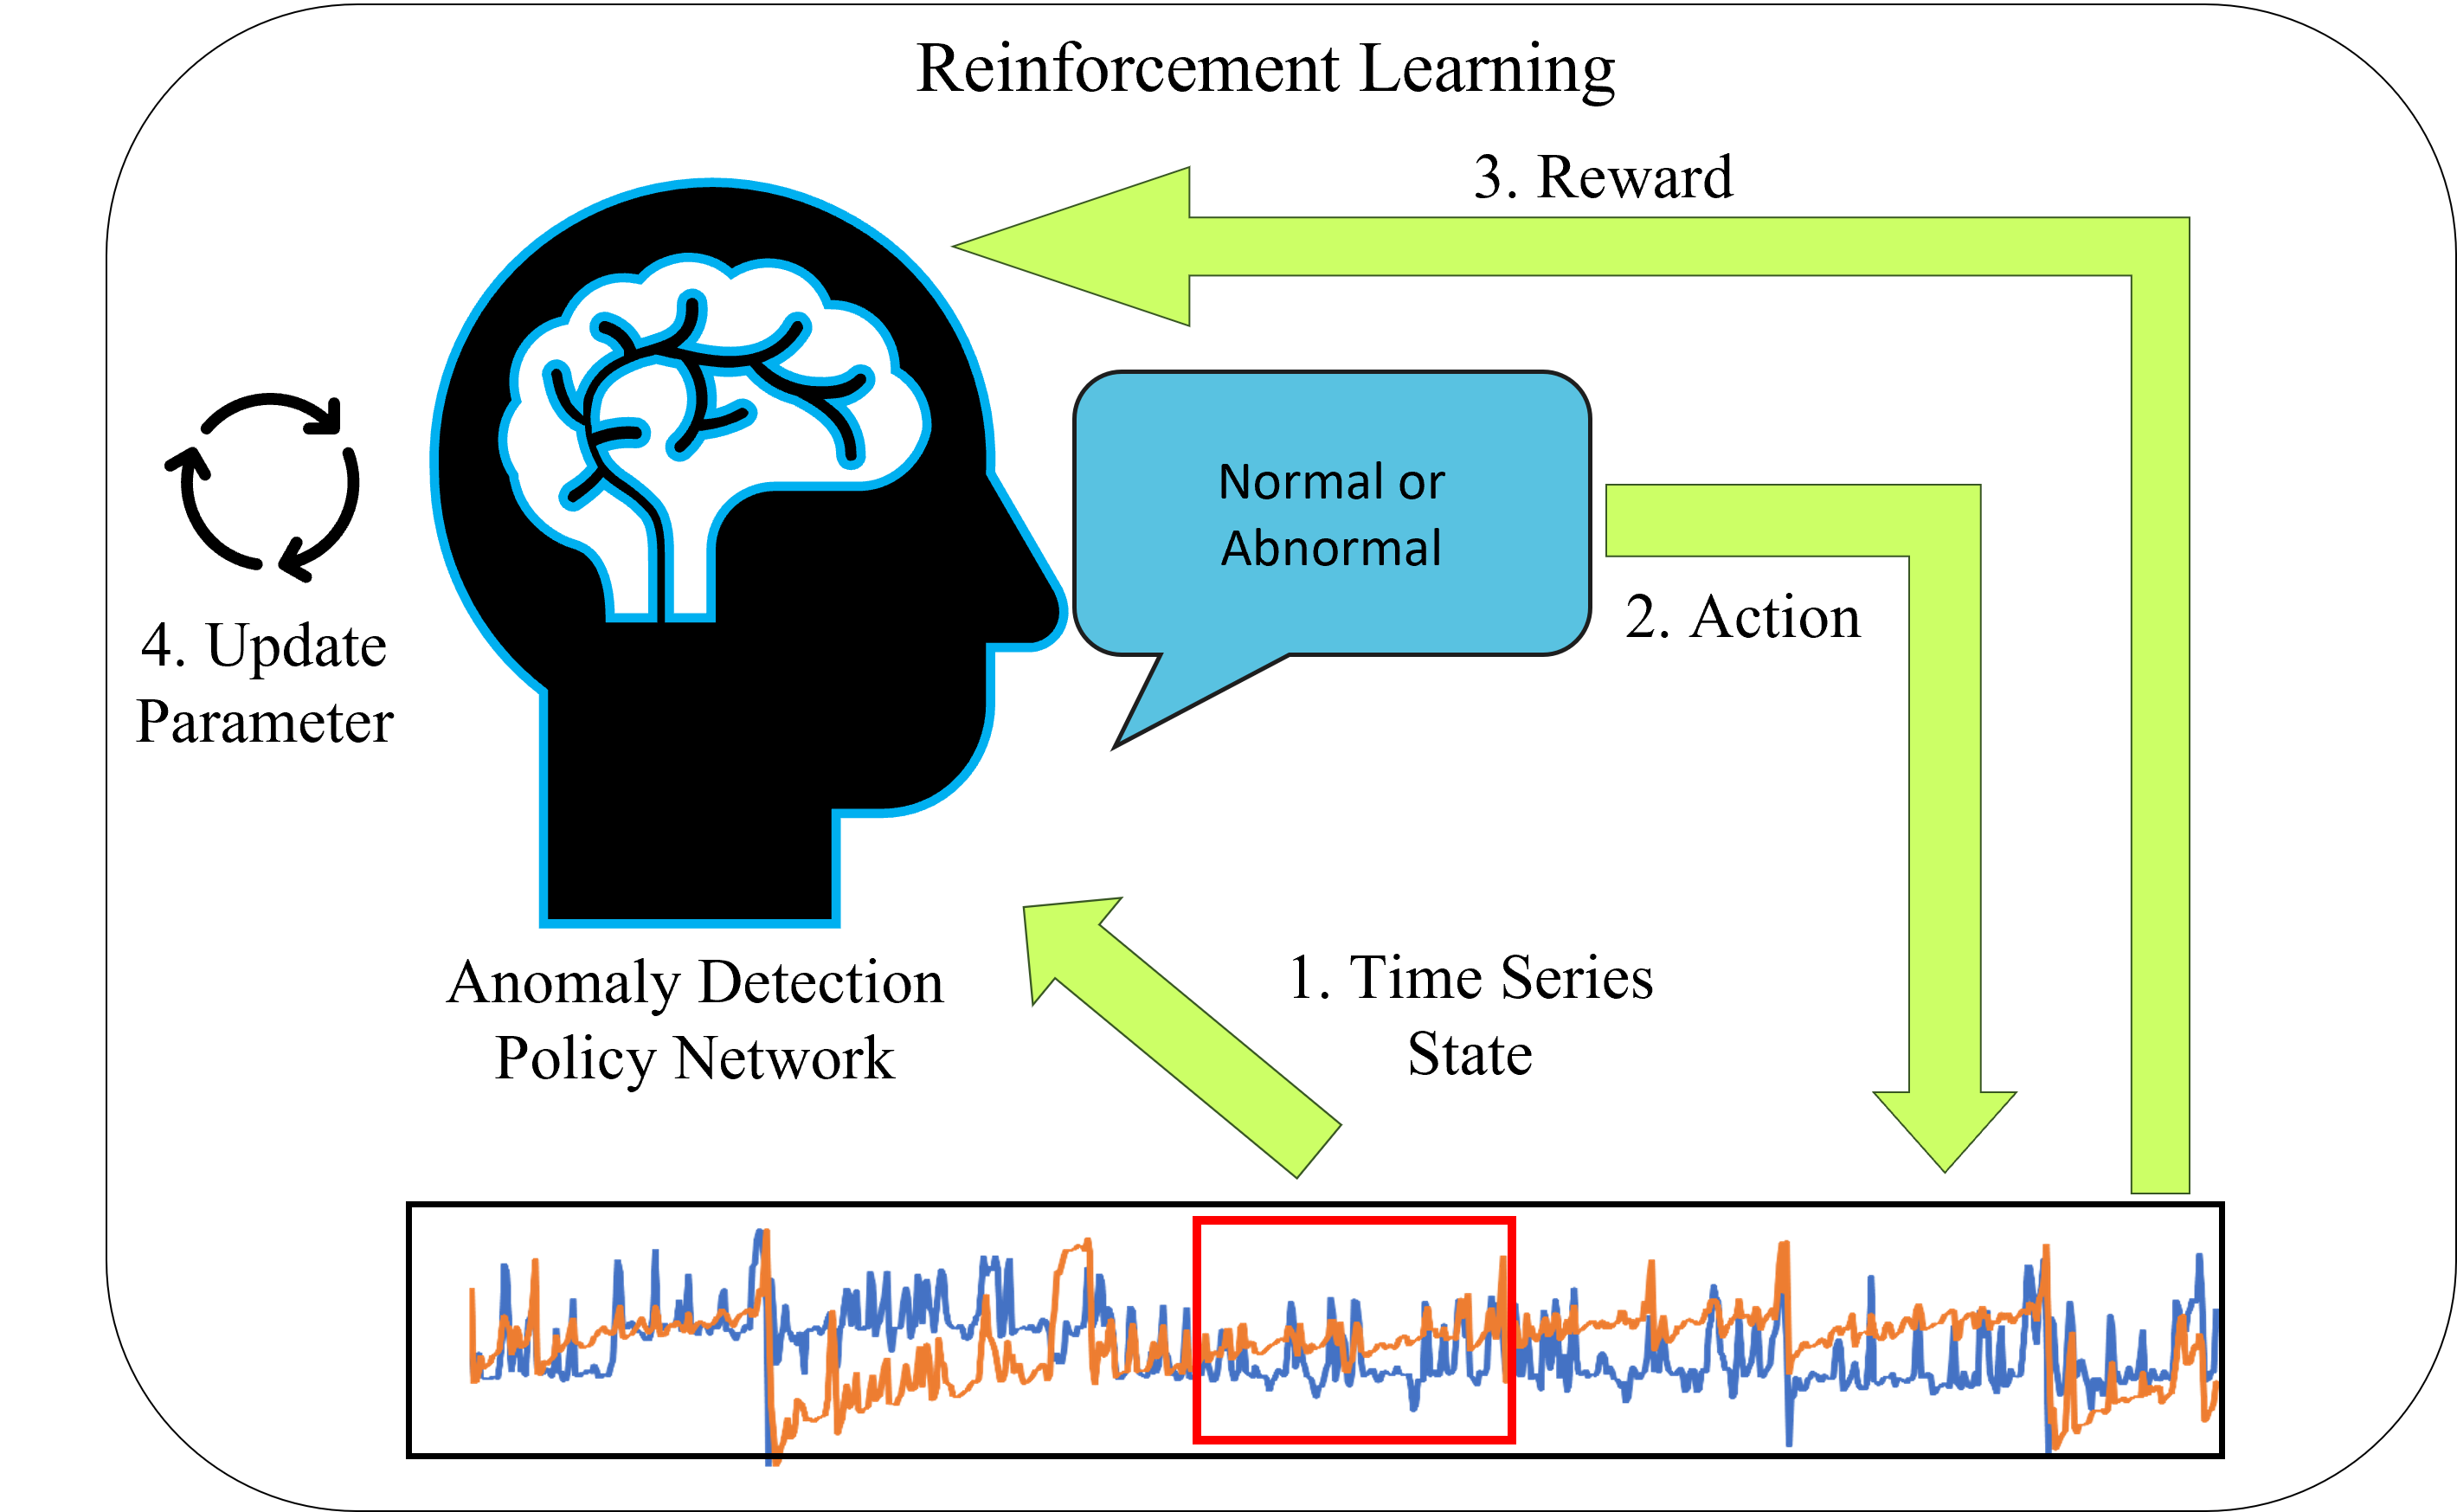 Reinforcement Learning
3. Reward
Normal or
Abnormal
2. Action
4. Update
Parameter
Anomaly Detection
Policy Network
1. Time Series
State